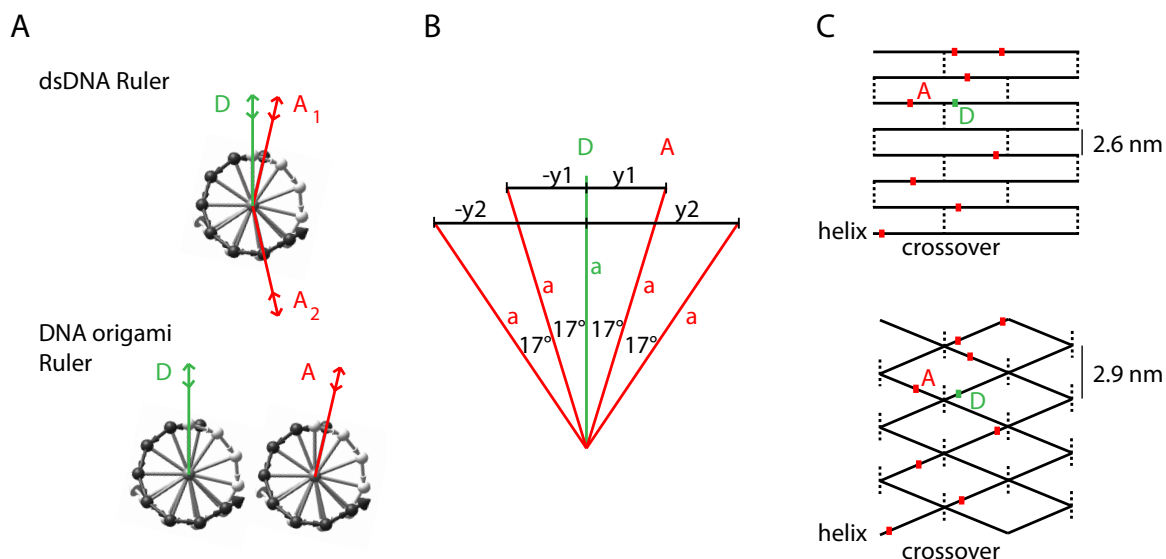 A
dsDNA Ruler
D
A1
A2
DNA origami
Ruler
D
A
B
D
A
-y1
y1
-y2
y2
a
a
a
a
a
17°
17°
17°
17°
C
A
D
2.6 nm
helix
crossover
A
D
2.9 nm
helix
crossover